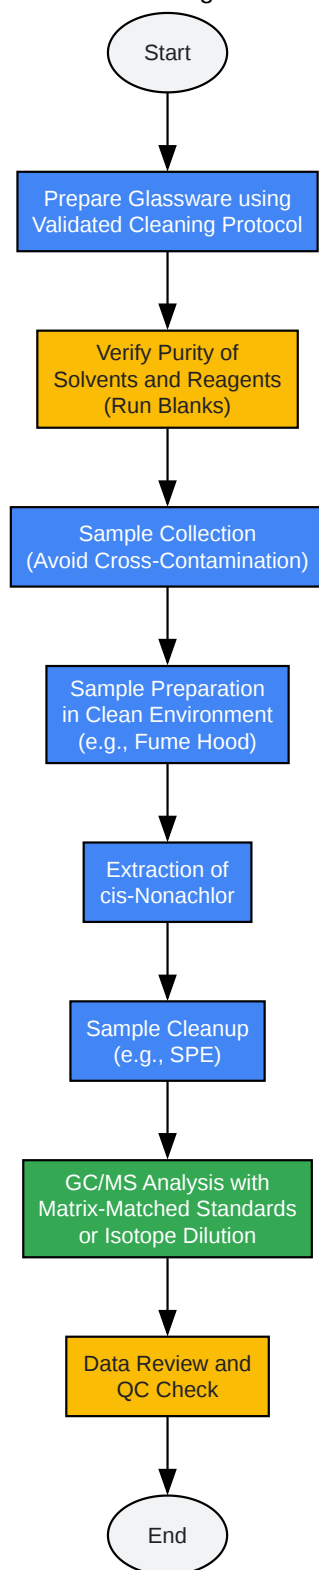 Start
Prepare Glassware using
Validated Cleaning Protocol
Verify Purity of
Solvents and Reagents
(Run Blanks)
Sample Collection
(Avoid Cross-Contamination)
Sample Preparation
in Clean Environment
(e.g., Fume Hood)
Extraction of
cis-Nonachlor
Sample Cleanup
(e.g., SPE)
GC/MS Analysis with
Matrix-Matched Standards
or Isotope Dilution
Data Review and
QC Check
End